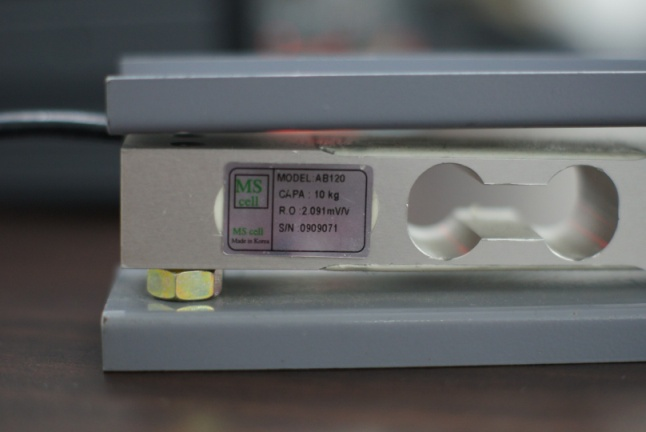 MS
cell
MS cell
Made in Korea
MODEL:AB120
CAPA : 10 kg
R.O :2.091mV/V
S/N :0909071